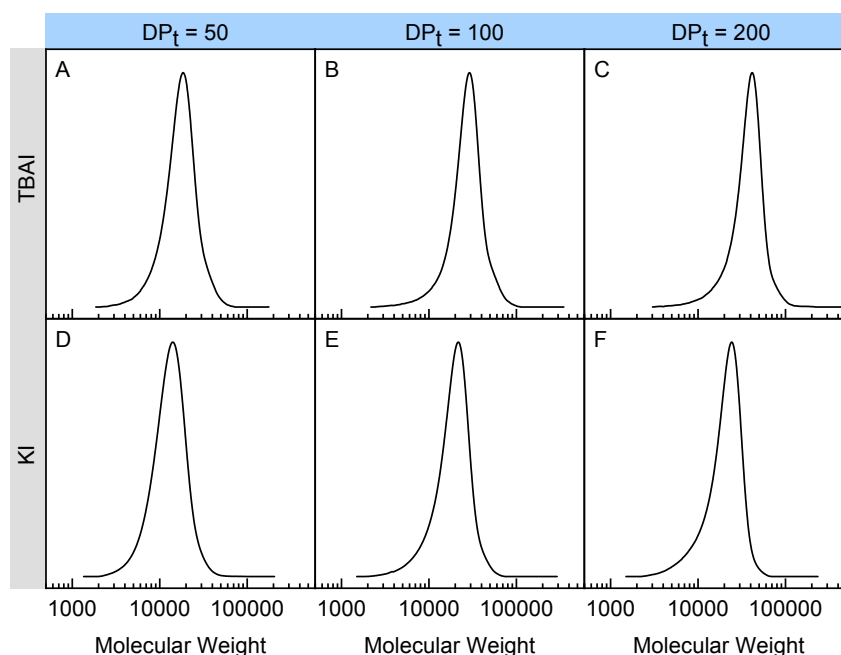 DPt = 50 DPt = 100 DPt = 200
TBAI
A B C
KI
D E F
1000 10000 100000 1000 10000 100000 1000 10000 100000
Molecular Weight Molecular Weight Molecular Weight